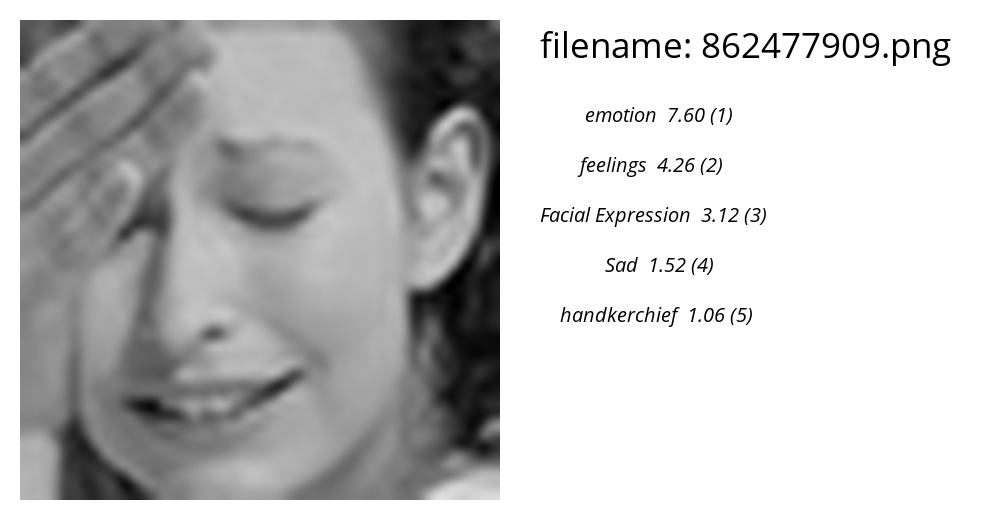 filename: 862477909.png
emotion 7.60 (1)
feelings 4.26 (2)
Facial Expression 3.12 (3)
Sad 1.52 (4)
handkerchief 1.06 (5)